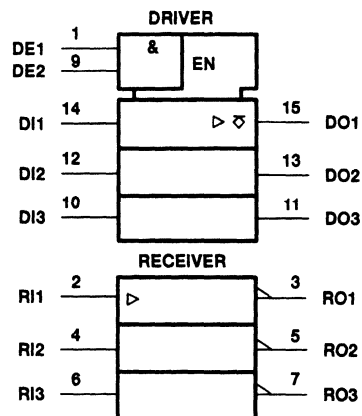 DRIVER
DE1 1 &
DE2 9 EN
DI1 14 15 DO1
DI2 12 13 DO2
DI3 10 11 DO3
RECEIVER
RI1 2 3 RO1
RI2 4 5 RO2
RI3 6 7 RO3